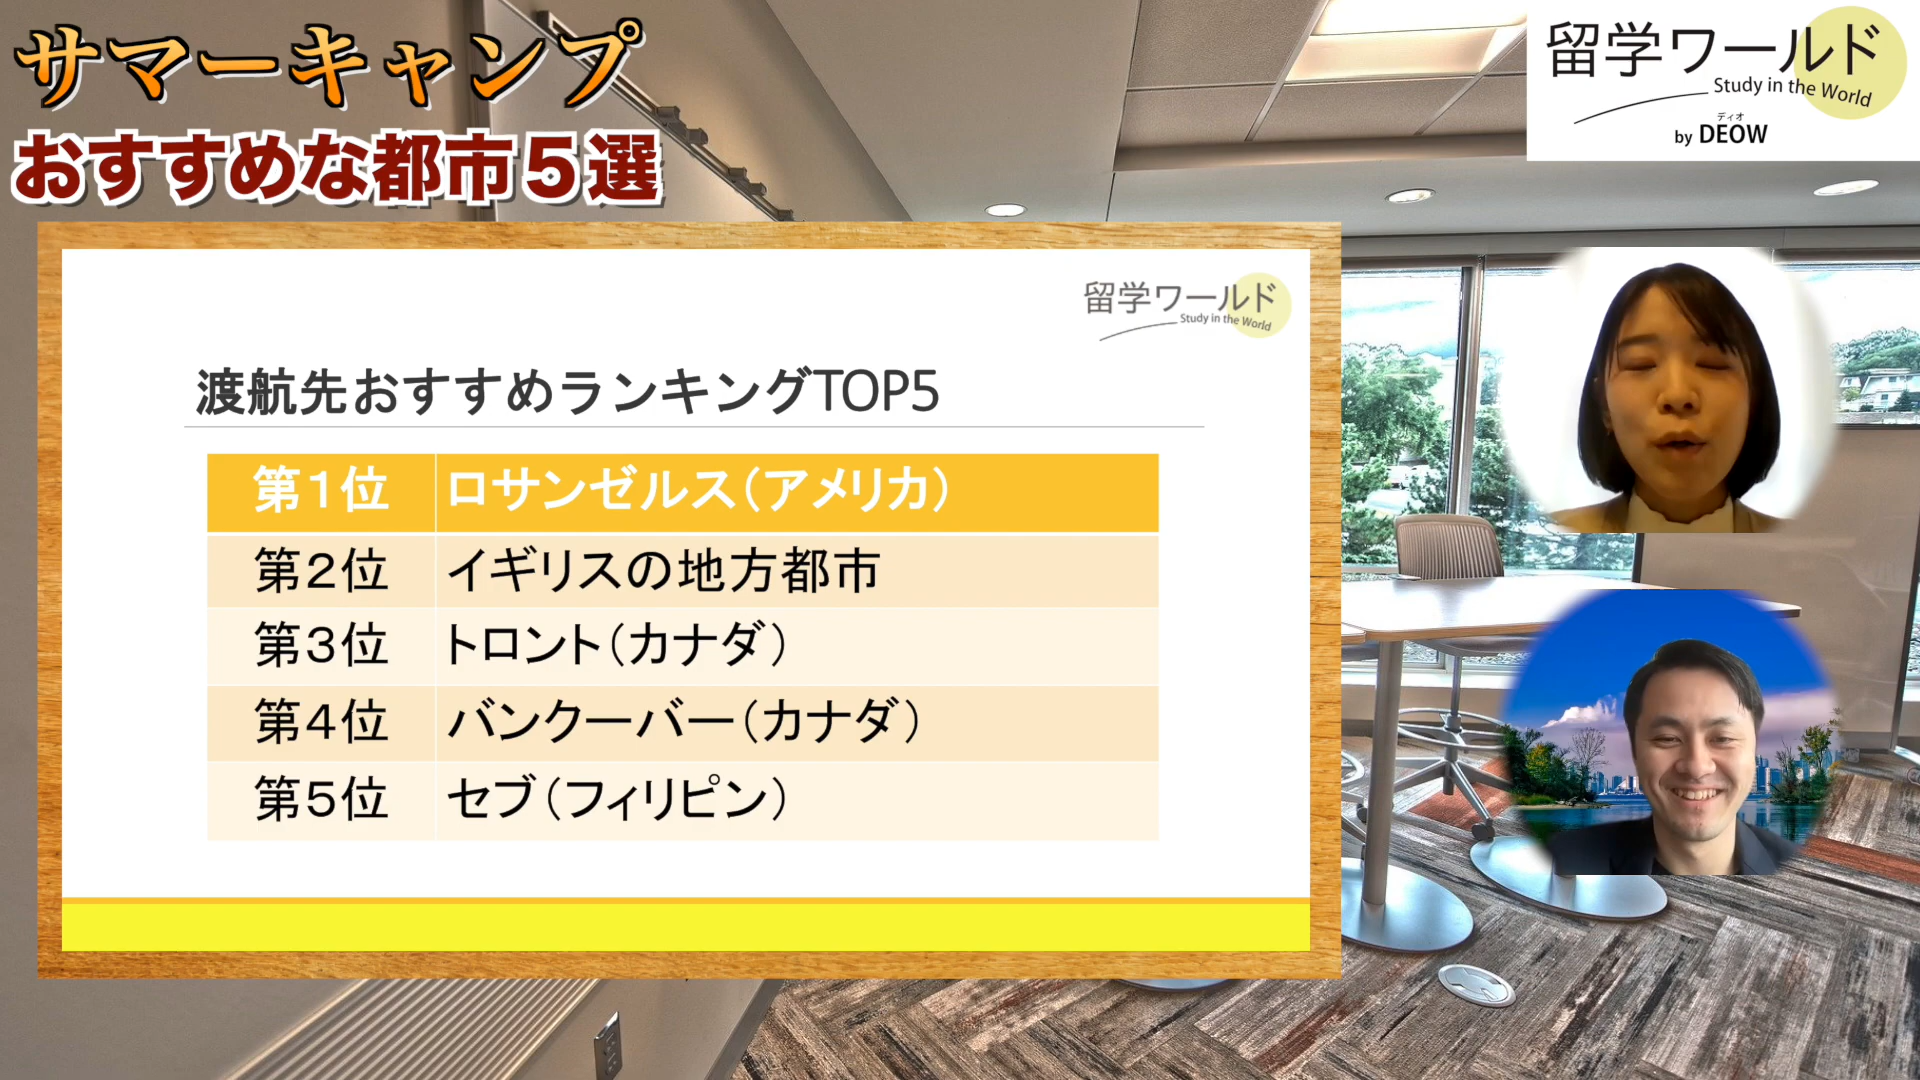 サマーキャンプ
おすすめな都市5選
留学ワールド
Study in the World
ディオ
by DEOW
留学ワールド
Study in the World
渡航先おすすめランキングTOP5
第1位 ロサンゼルス(アメリカ)
第2位 イギリスの地方都市
第3位 トロント(カナダ)
第4位 バンクーバー(カナダ)
第5位 セブ(フィリピン)